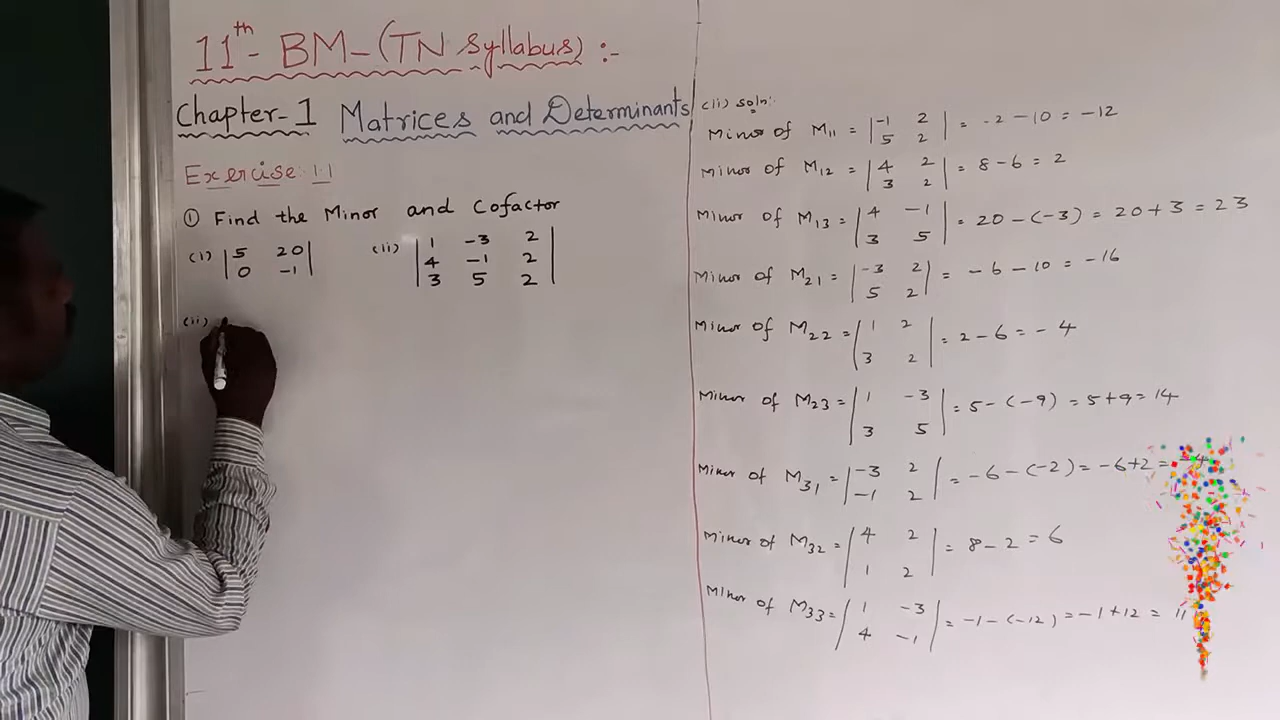 11th - BM - (TN Syllabus) :-
Chapter - 1 Matrices and Determinants
Exercise 1.1
① Find the Minor and Cofactor
(i) | 5 20 |
| 0 -1 |
(ii) | 1 -3 2 |
| 4 -1 2 |
| 3 5 2 |
(ii)
(ii) soln:
Minor of M11 = | -1 2 | = -2 - 10 = -12
| 5 2 |
Minor of M12 = | 4 2 | = 8 - 6 = 2
| 3 2 |
Minor of M13 = | 4 -1 | = 20 - (-3) = 20 + 3 = 23
| 3 5 |
Minor of M21 = | -3 2 | = -6 - 10 = -16
| 5 2 |
Minor of M22 = | 1 2 | = 2 - 6 = -4
| 3 2 |
Minor of M23 = | 1 -3 | = 5 - (-9) = 5 + 9 = 14
| 3 5 |
Minor of M31 = | -3 2 | = -6 - (-2) = -6 + 2 = -4
| -1 2 |
Minor of M32 = | 4 2 | = 8 - 2 = 6
| 1 2 |
Minor of M33 = | 1 -3 | = -1 - (-12) = -1 + 12 = 11
| 4 -1 |